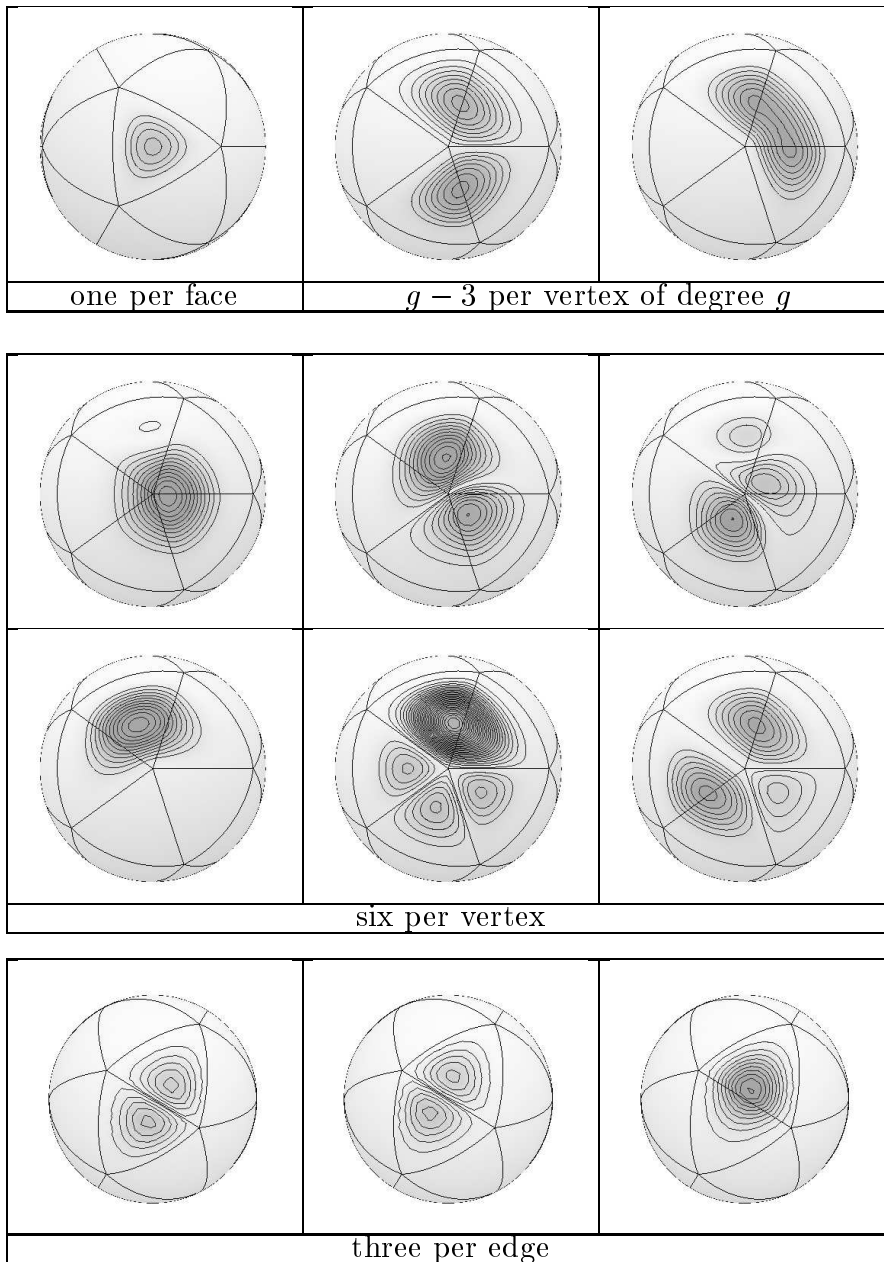 one per face
g − 3 per vertex of degree g
six per vertex
three per edge